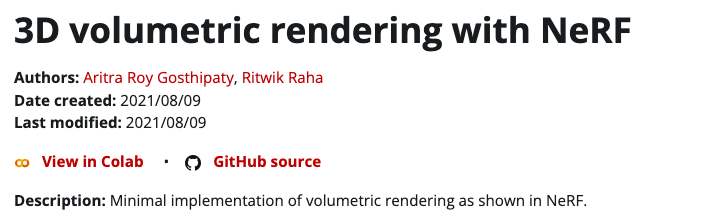 3D volumetric rendering with NeRF
Authors: Aritra Roy Gosthipaty, Ritwik Raha
Date created: 2021/08/09
Last modified: 2021/08/09
View in Colab • GitHub source
Description: Minimal implementation of volumetric rendering as shown in NeRF.